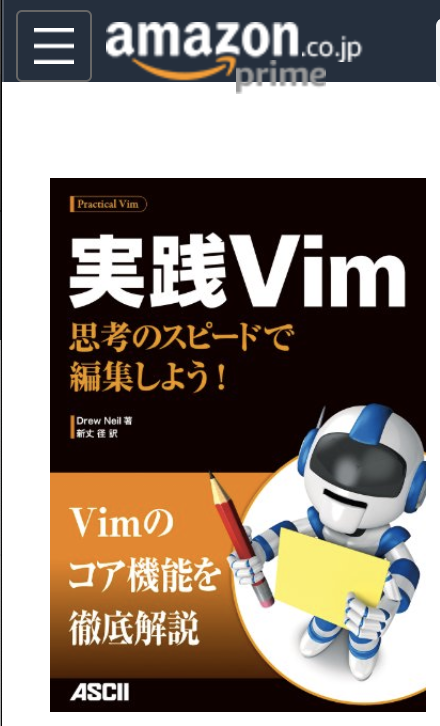 amazon.co.jp
prime
Practical Vim
実践Vim
思考のスピードで
編集しよう！
Drew Neil 著
新丈 径 訳
Vimの
コア機能を
徹底解説
ASCII